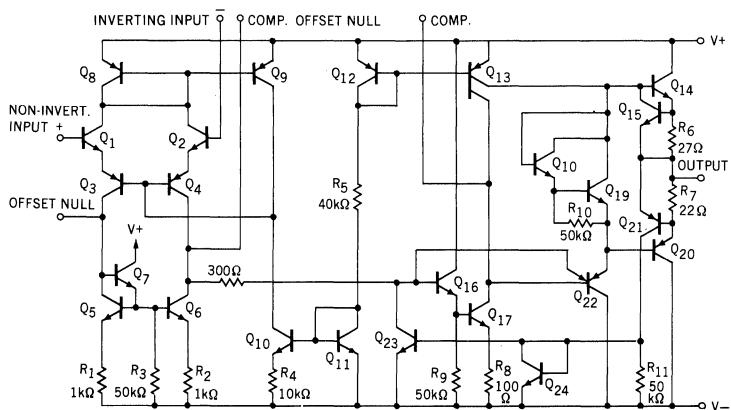 INVERTING INPUT −
COMP. OFFSET NULL
COMP.
V+
Q8
Q9
Q12
Q13
Q14
Q15
NON-INVERT.
INPUT +
Q1
Q2
R6
27Ω
Q10
OUTPUT
Q3
Q4
R5
40kΩ
Q19
R7
22Ω
OFFSET NULL
V+
R10
50kΩ
Q21
Q20
Q7
300Ω
Q16
Q22
Q5
Q6
Q17
Q10
Q11
Q23
R1
1kΩ
R3
50kΩ
R2
1kΩ
R4
10kΩ
R9
50kΩ
R8
100
Ω
Q24
R11
50
kΩ
V−